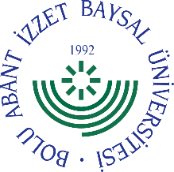 BOLU ABANT İZZET BAYSAL ÜNİVERSİTESİ •
1992